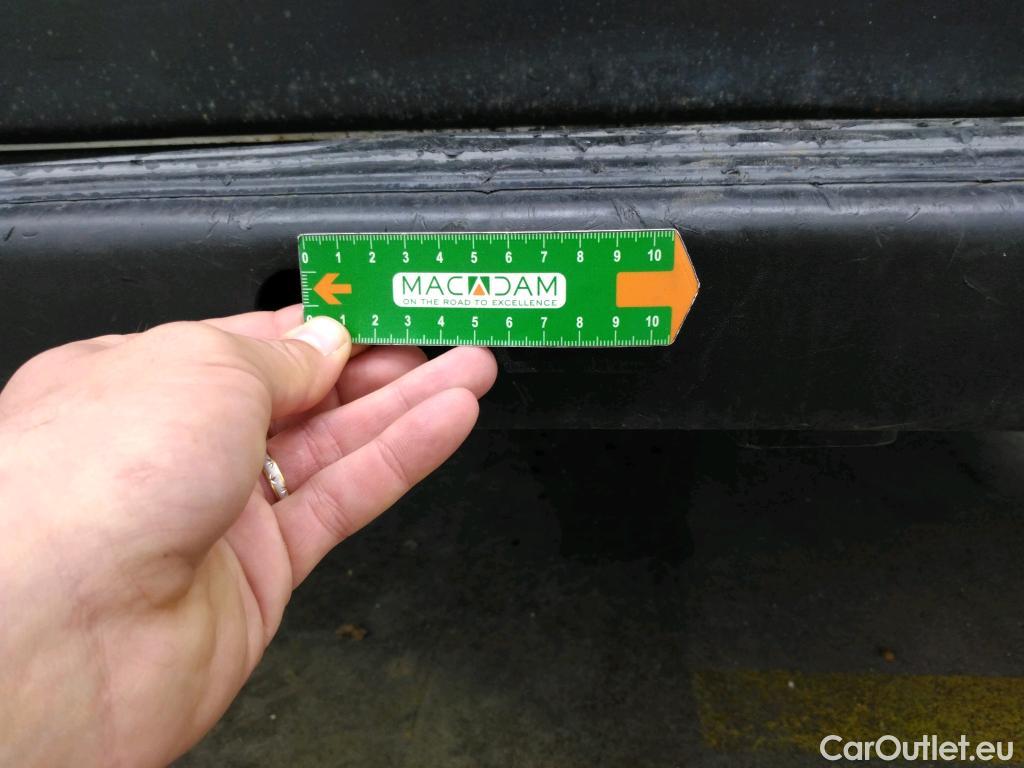 0 1 2 3 4 5 6 7 8 9 10
MACADAM
ON THE ROAD TO EXCELLENCE
0 1 2 3 4 5 6 7 8 9 10
CarOutlet.eu